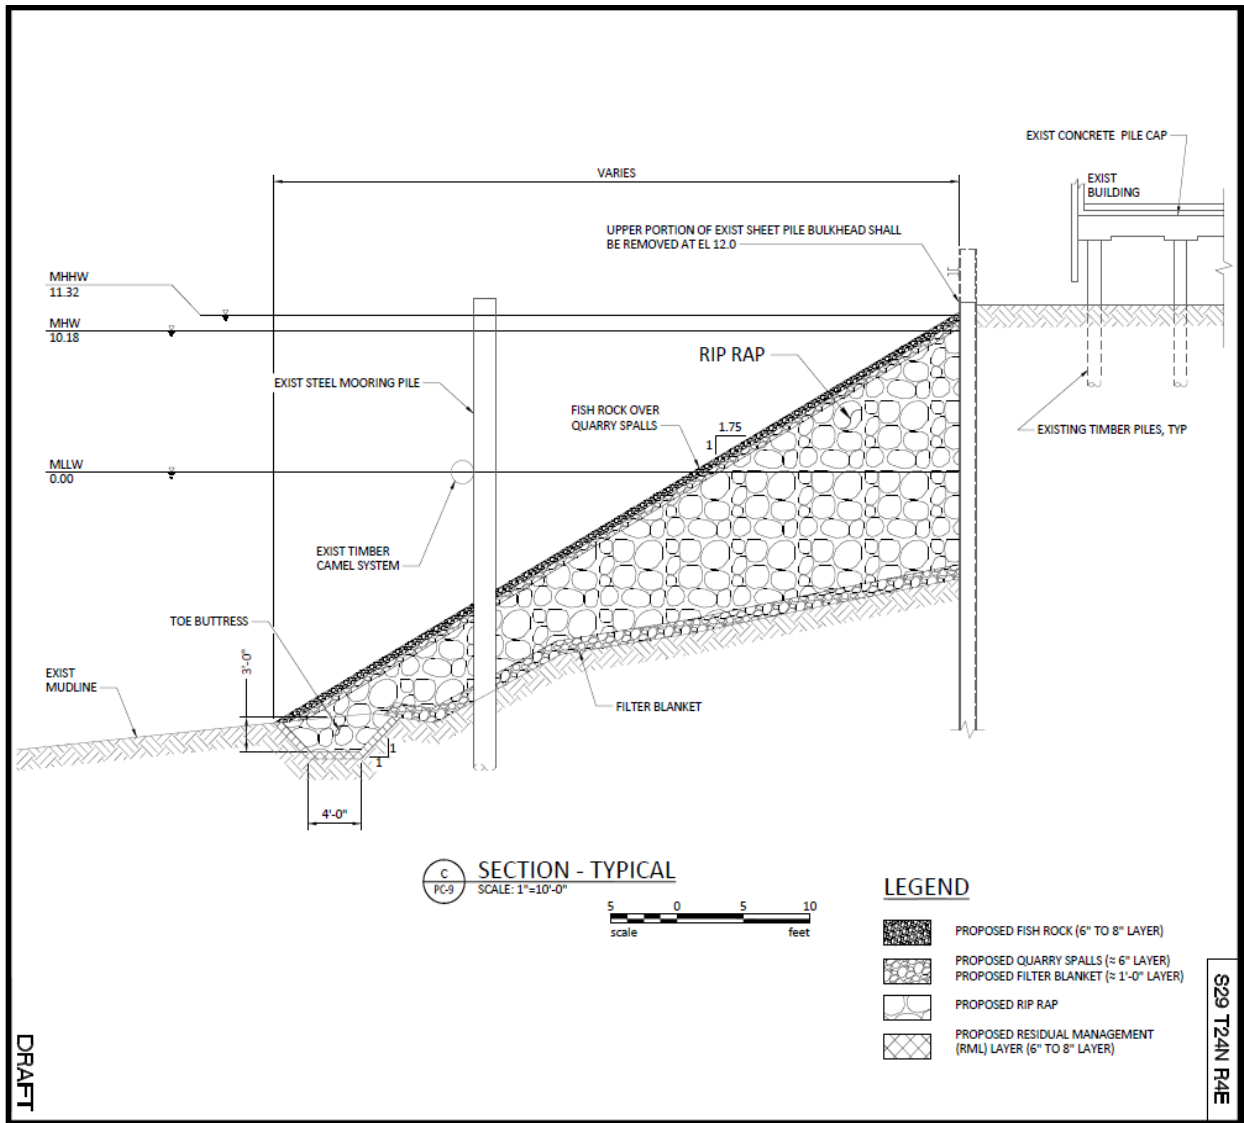 EXIST CONCRETE PILE CAP
VARIES
EXIST
BUILDING
UPPER PORTION OF EXIST SHEET PILE BULKHEAD SHALL
BE REMOVED AT EL 12.0
MHHW
11.32
MHW
10.18
RIP RAP
EXIST STEEL MOORING PILE
FISH ROCK OVER
QUARRY SPALLS
1.75
1
EXISTING TIMBER PILES, TYP
MLLW
0.00
EXIST TIMBER
CAMEL SYSTEM
TOE BUTTRESS
3'-0"
EXIST
MUDLINE
FILTER BLANKET
1
1
4'-0"
C
PC-9
SECTION - TYPICAL
SCALE: 1"=10'-0"
5 0 5 10
scale feet
LEGEND
PROPOSED FISH ROCK (6" TO 8" LAYER)
PROPOSED QUARRY SPALLS (≈ 6" LAYER)
PROPOSED FILTER BLANKET (≈ 1'-0" LAYER)
PROPOSED RIP RAP
PROPOSED RESIDUAL MANAGEMENT
(RML) LAYER (6" TO 8" LAYER)
DRAFT
S29 T24N R4E